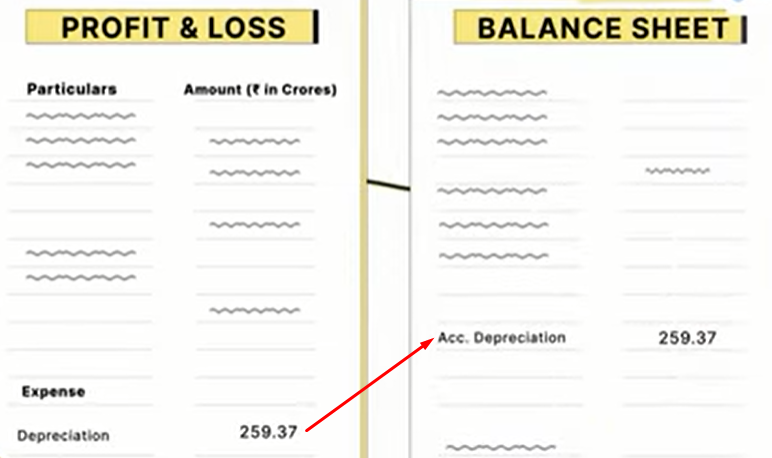 PROFIT & LOSS
Particulars Amount (₹ in Crores)
Expense
Depreciation 259.37
BALANCE SHEET
Acc. Depreciation 259.37